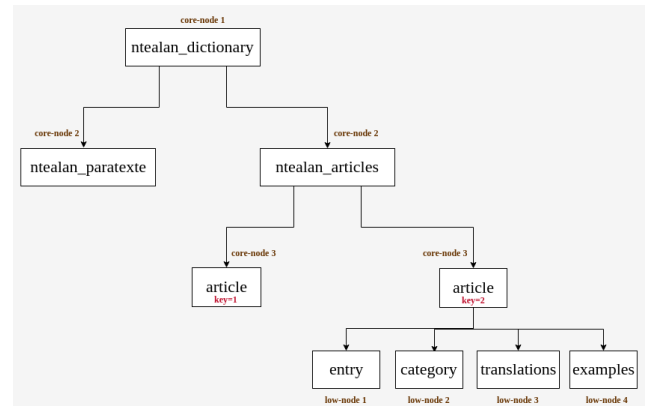 core-node 1
ntealan_dictionary
core-node 2
core-node 2
ntealan_paratexte
ntealan_articles
core-node 3
core-node 3
article
key=1
article
key=2
entry
category
translations
examples
low-node 1
low-node 2
low-node 3
low-node 4